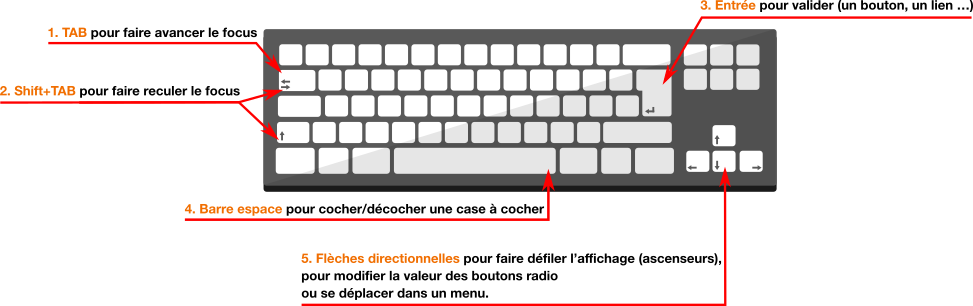 3. Entrée pour valider (un bouton, un lien ...)
1. TAB pour faire avancer le focus
2. Shift+TAB pour faire reculer le focus
4. Barre espace pour cocher/décocher une case à cocher
5. Flèches directionnelles pour faire défiler l’affichage (ascenseurs),
pour modifier la valeur des boutons radio
ou se déplacer dans un menu.